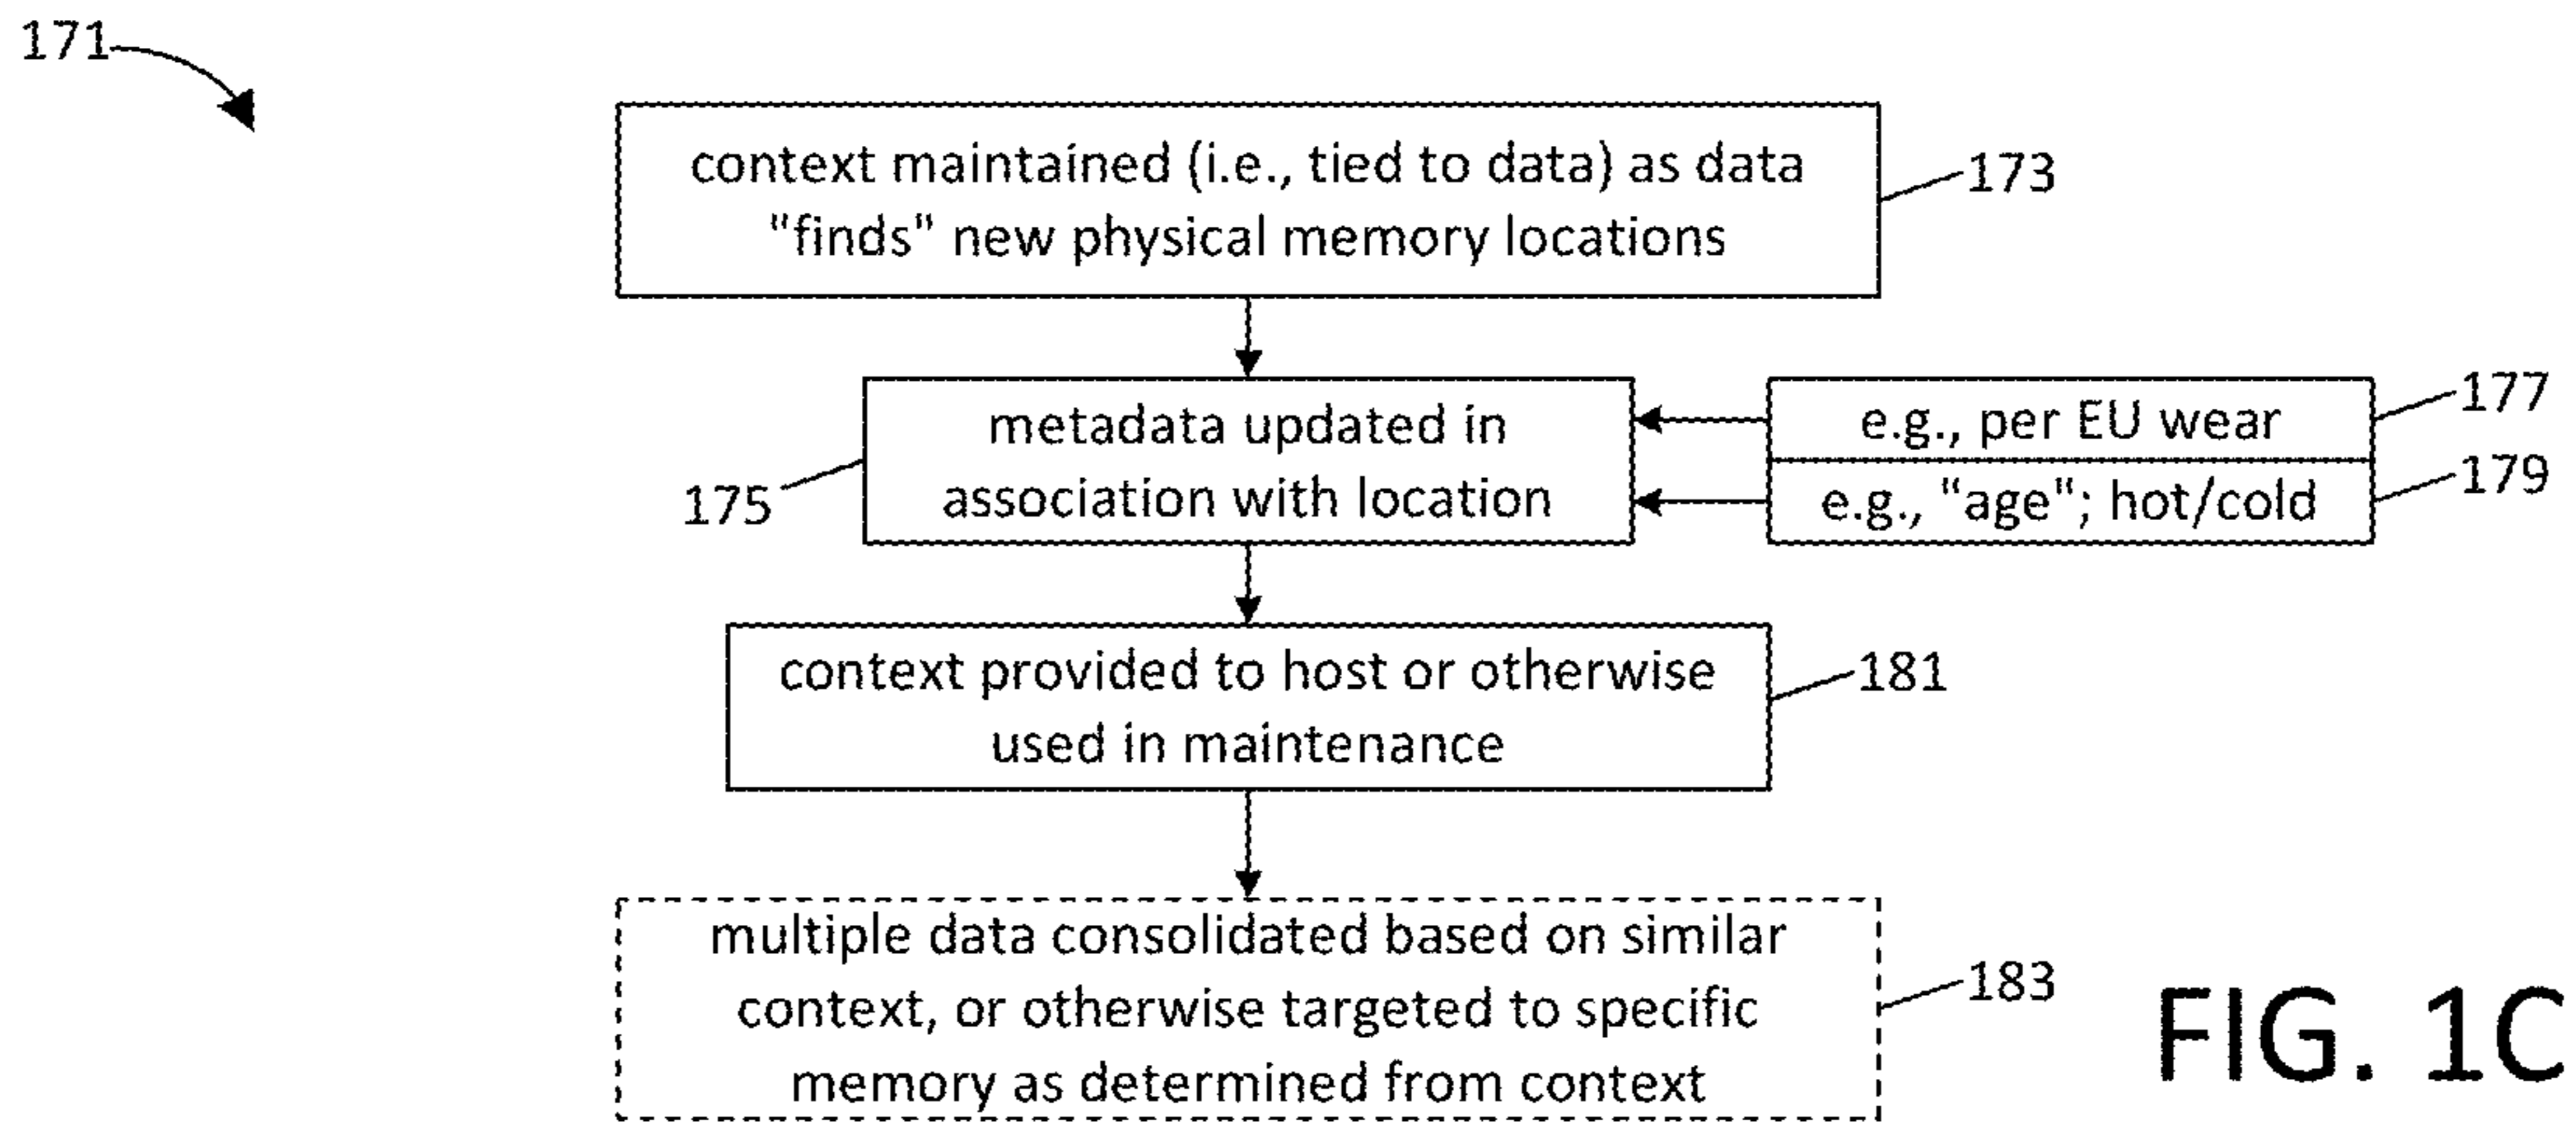 171
context maintained (i.e., tied to data) as data
"finds" new physical memory locations
173
metadata updated in
association with location
175
e.g., per EU wear
177
e.g., "age"; hot/cold
179
context provided to host or otherwise
used in maintenance
181
multiple data consolidated based on similar
context, or otherwise targeted to specific
memory as determined from context
183
FIG. 1C